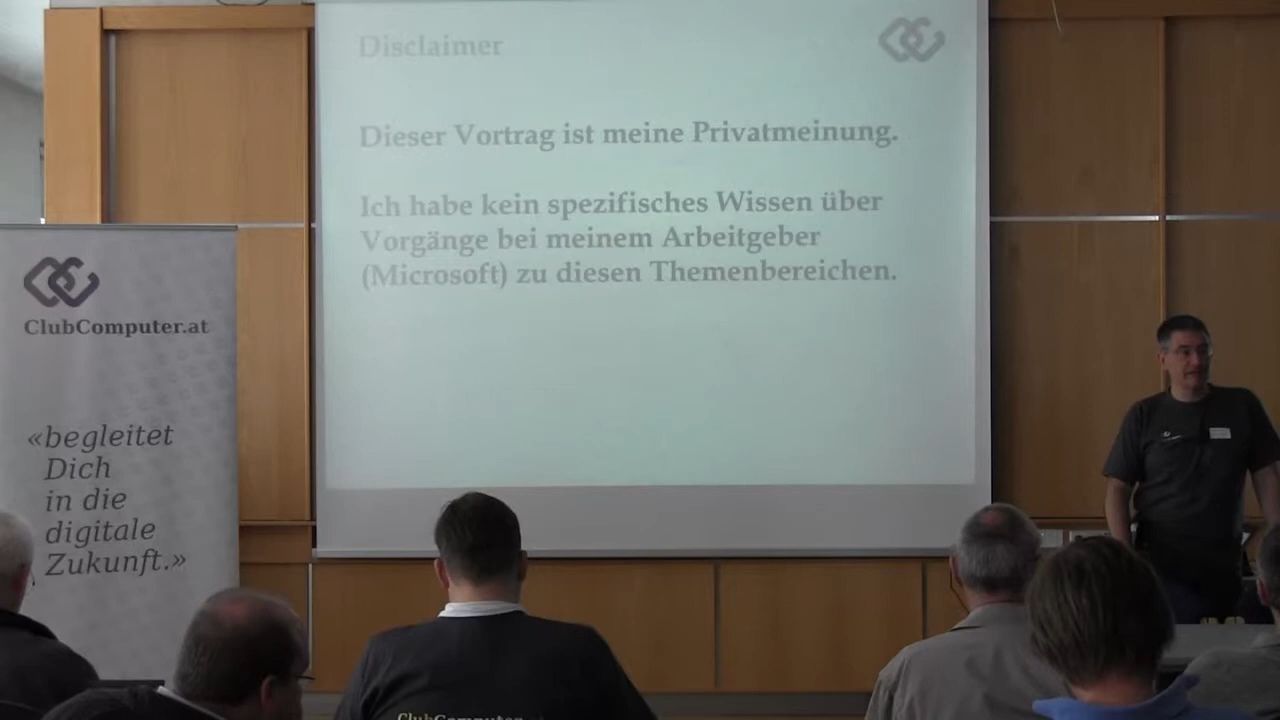 Disclaimer
Dieser Vortrag ist meine Privatmeinung.
Ich habe kein spezifisches Wissen über
Vorgänge bei meinem Arbeitgeber
(Microsoft) zu diesen Themenbereichen.
ClubComputer.at
«begleitet
Dich
in die
digitale
Zukunft.»
ClubComputer